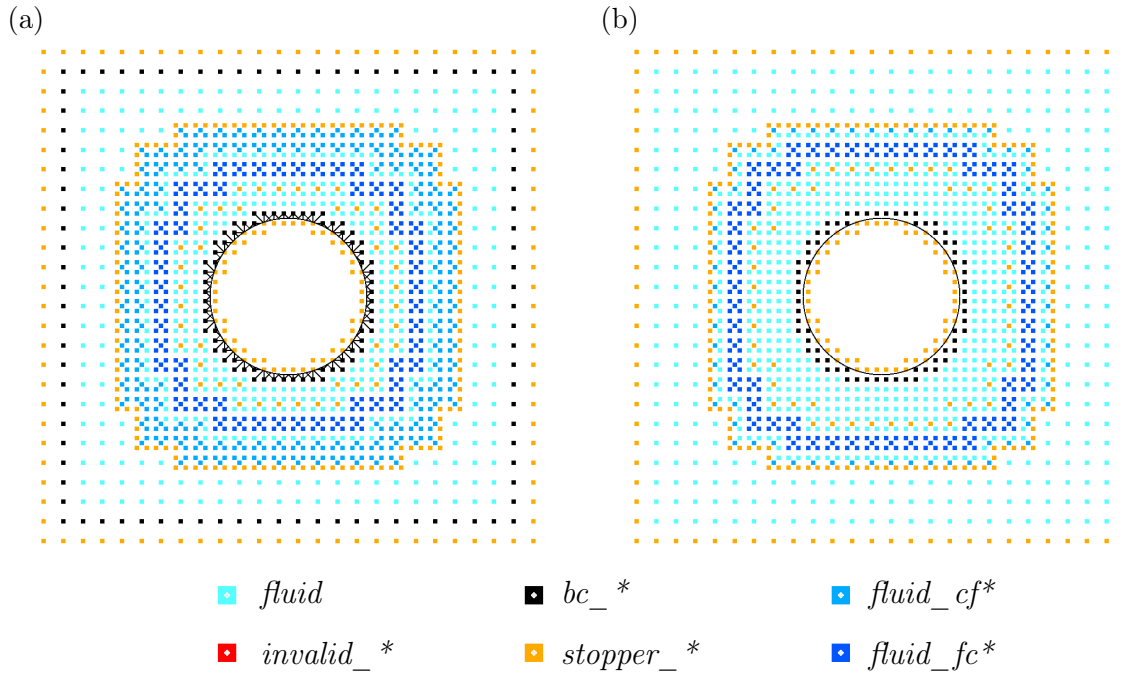 (a) (b)
fluid bc_* fluid_cf*
invalid_* stopper_* fluid_fc*